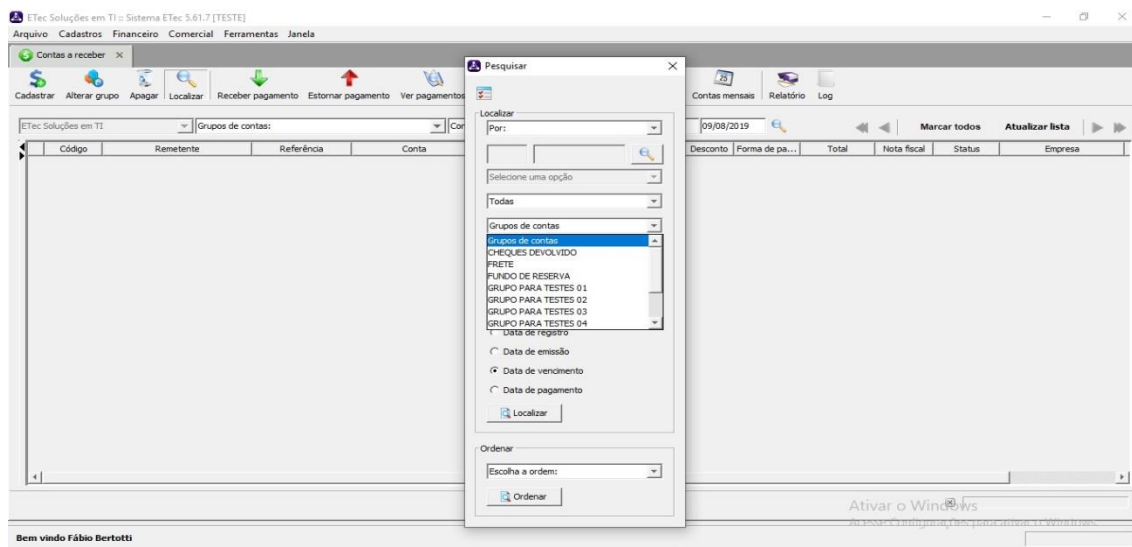 ETec Soluções em TI :: Sistema ETec 5.61.7 [TESTE]
Arquivo Cadastros Financeiro Comercial Ferramentas Janela
Contas a receber
Cadastrar Alterar grupo Apagar Localizar Receber pagamento Estornar pagamento Ver pagamentos Contas mensais Relatório Log
ETec Soluções em TI Grupos de contas: Con 09/08/2019 Marcar todos Atualizar lista
Código Remetente Referência Conta Desconto Forma de pa... Total Nota fiscal Status Empresa
Pesquisar
Localizar
Por:
Selecione uma opção
Todas
Grupos de contas
Grupos de contas
CHEQUES DEVOLVIDO
FRETE
FUNDO DE RESERVA
GRUPO PARA TESTES 01
GRUPO PARA TESTES 02
GRUPO PARA TESTES 03
GRUPO PARA TESTES 04
Data de registro
Data de emissão
Data de vencimento
Data de pagamento
Localizar
Ordenar
Escolha a ordem:
Ordenar
Ativar o Windows
Acesse Configurações para ativar o Windows.
Bem vindo Fábio Bertotti